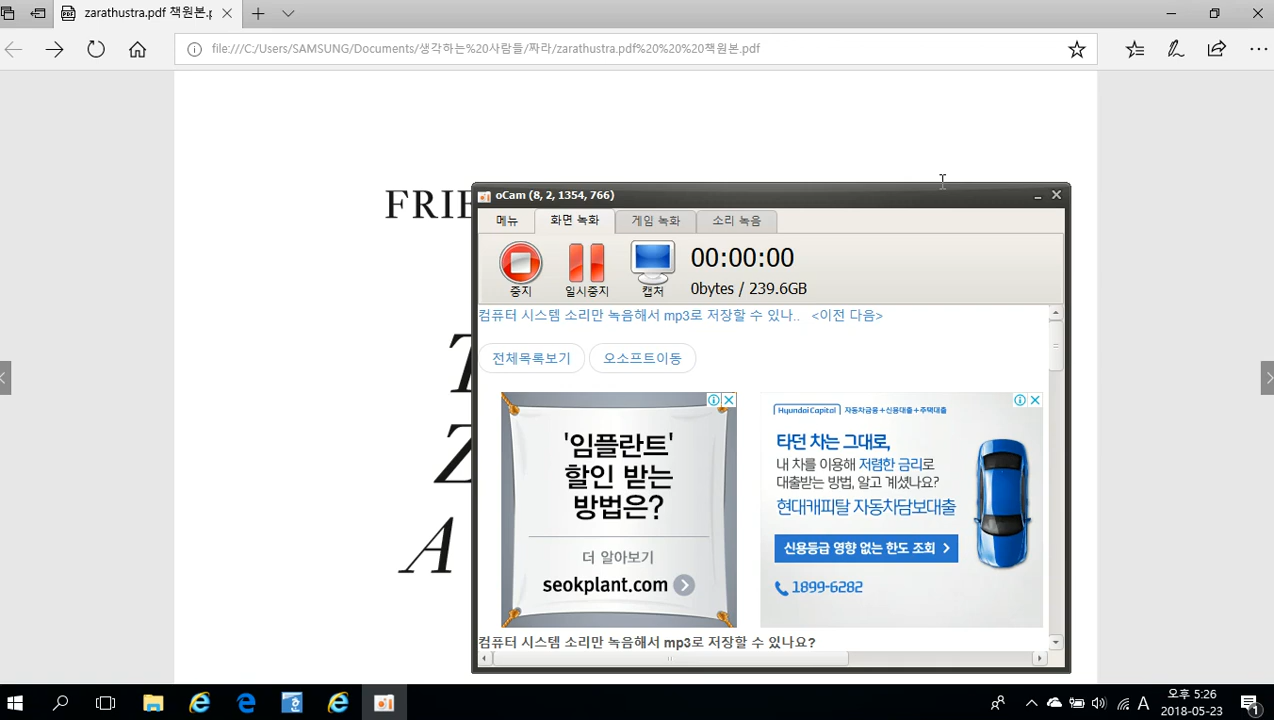 zarathustra.pdf 책원본.p
file:///C:/Users/SAMSUNG/Documents/생각하는%20사람들/짜라/zarathustra.pdf%20%20%20책원본.pdf
FRIE
T
Z
A
oCam (8, 2, 1354, 766)
메뉴 화면 녹화 게임 녹화 소리 녹음
00:00:00
중지 일시중지 캡처 0bytes / 239.6GB
컴퓨터 시스템 소리만 녹음해서 mp3로 저장할 수 있나.. <이전 다음>
전체목록보기 오소프트이동
'임플란트'
할인 받는
방법은?
더 알아보기
seokplant.com
Hyundai Capital 자동차금융+신용대출+주택대출
타던 차는 그대로,
내 차를 이용해 저렴한 금리로
대출받는 방법, 알고 계셨나요?
현대캐피탈 자동차담보대출
신용등급 영향 없는 한도 조회
1899-6282
컴퓨터 시스템 소리만 녹음해서 mp3로 저장할 수 있나요?
A 오후 5:26
2018-05-23
1